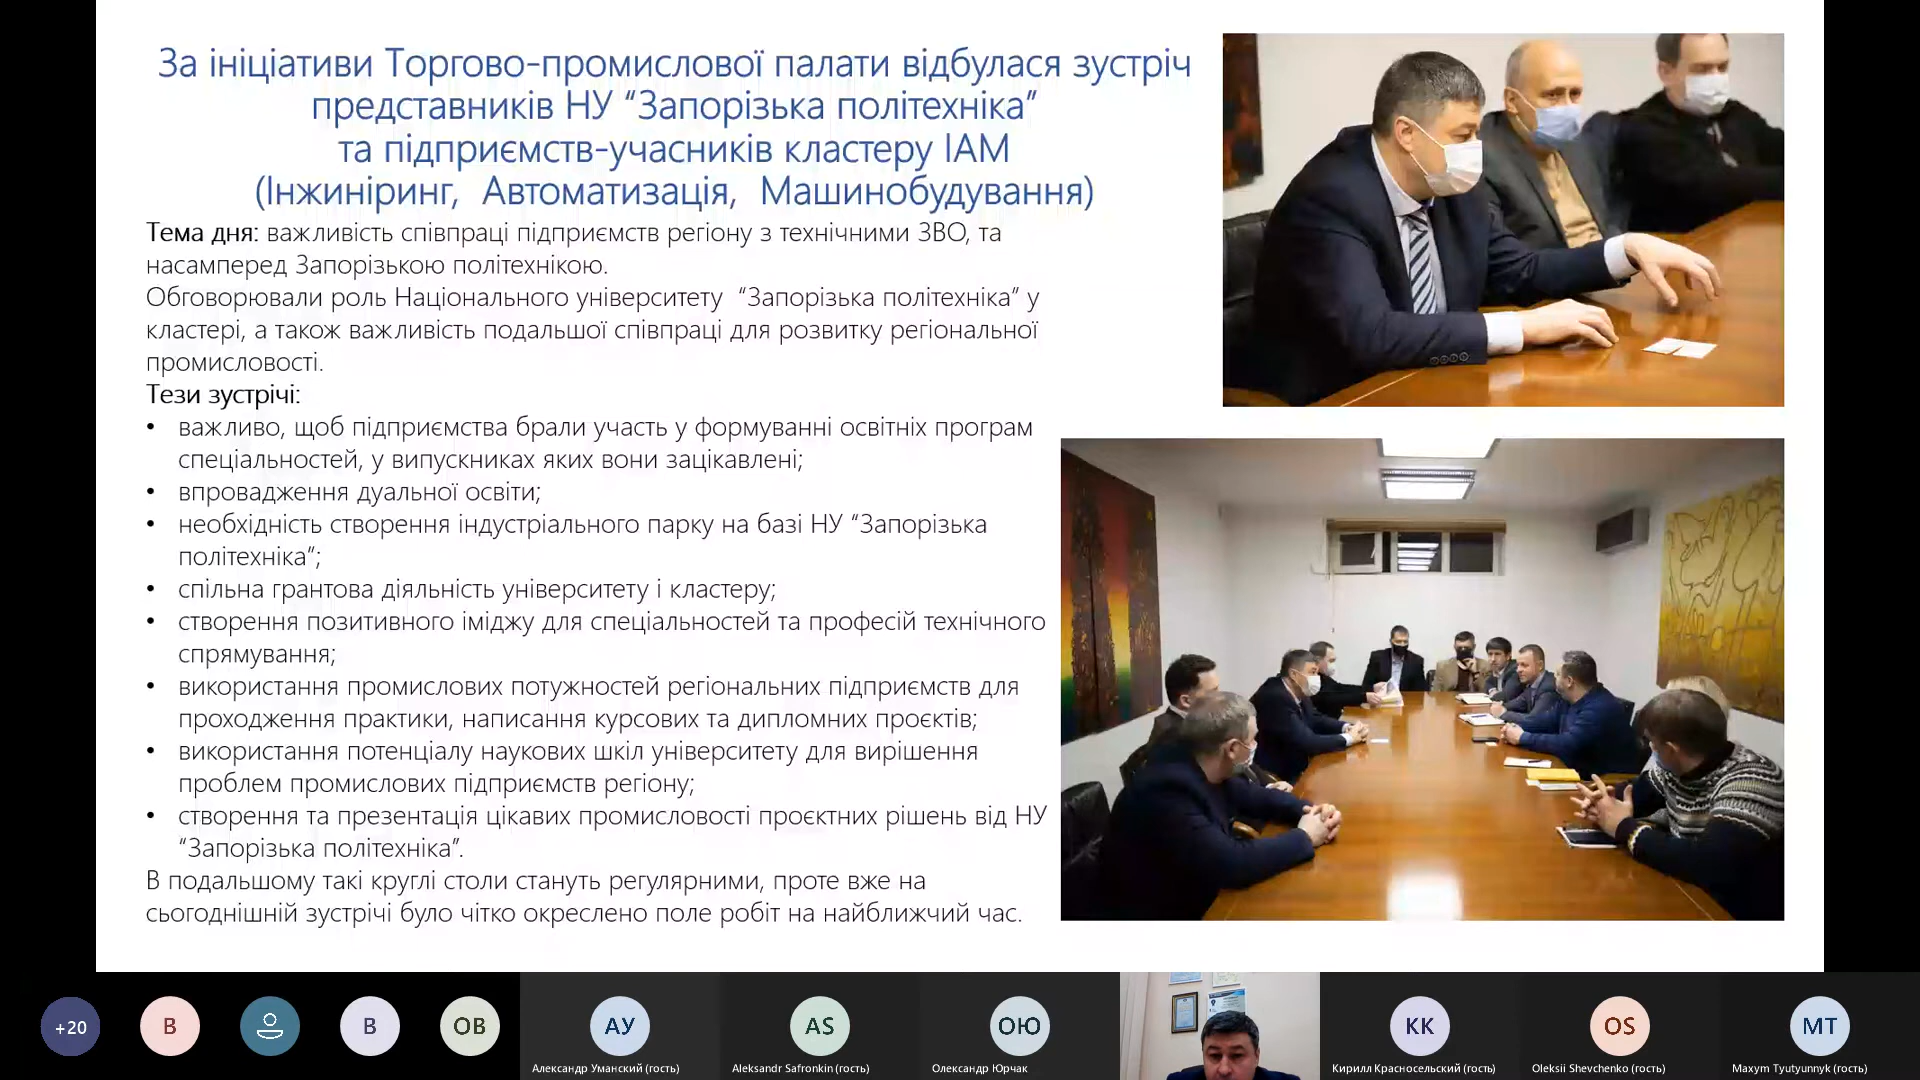 За ініціативи Торгово-промислової палати відбулася зустріч
представників НУ “Запорізька політехніка”
та підприємств-учасників кластеру ІАМ
(Інжиніринг, Автоматизація, Машинобудування)
Тема дня: важливість співпраці підприємств регіону з технічними ЗВО, та
насамперед Запорізькою політехнікою.
Обговорювали роль Національного університету “Запорізька політехніка” у
кластері, а також важливість подальшої співпраці для розвитку регіональної
промисловості.
Тези зустрічі:
• важливо, щоб підприємства брали участь у формуванні освітніх програм
спеціальностей, у випускниках яких вони зацікавлені;
• впровадження дуальної освіти;
• необхідність створення індустріального парку на базі НУ “Запорізька
політехніка”;
• спільна грантова діяльність університету і кластеру;
• створення позитивного іміджу для спеціальностей та професій технічного
спрямування;
• використання промислових потужностей регіональних підприємств для
проходження практики, написання курсових та дипломних проєктів;
• використання потенціалу наукових шкіл університету для вирішення
проблем промислових підприємств регіону;
• створення та презентація цікавих промисловості проєктних рішень від НУ
“Запорізька політехніка”.
В подальшому такі круглі столи стануть регулярними, проте вже на
сьогоднішній зустрічі було чітко окреслено поле робіт на найближчий час.
+20
В
В
ОВ
АУ
AS
ОЮ
КК
OS
MT
Александр Уманский (гость)
Aleksandr Safronkin (гость)
Олександр Юрчак
Кирилл Красносельский (гость)
Oleksii Shevchenko (гость)
Maxym Tyutyunnyk (гость)